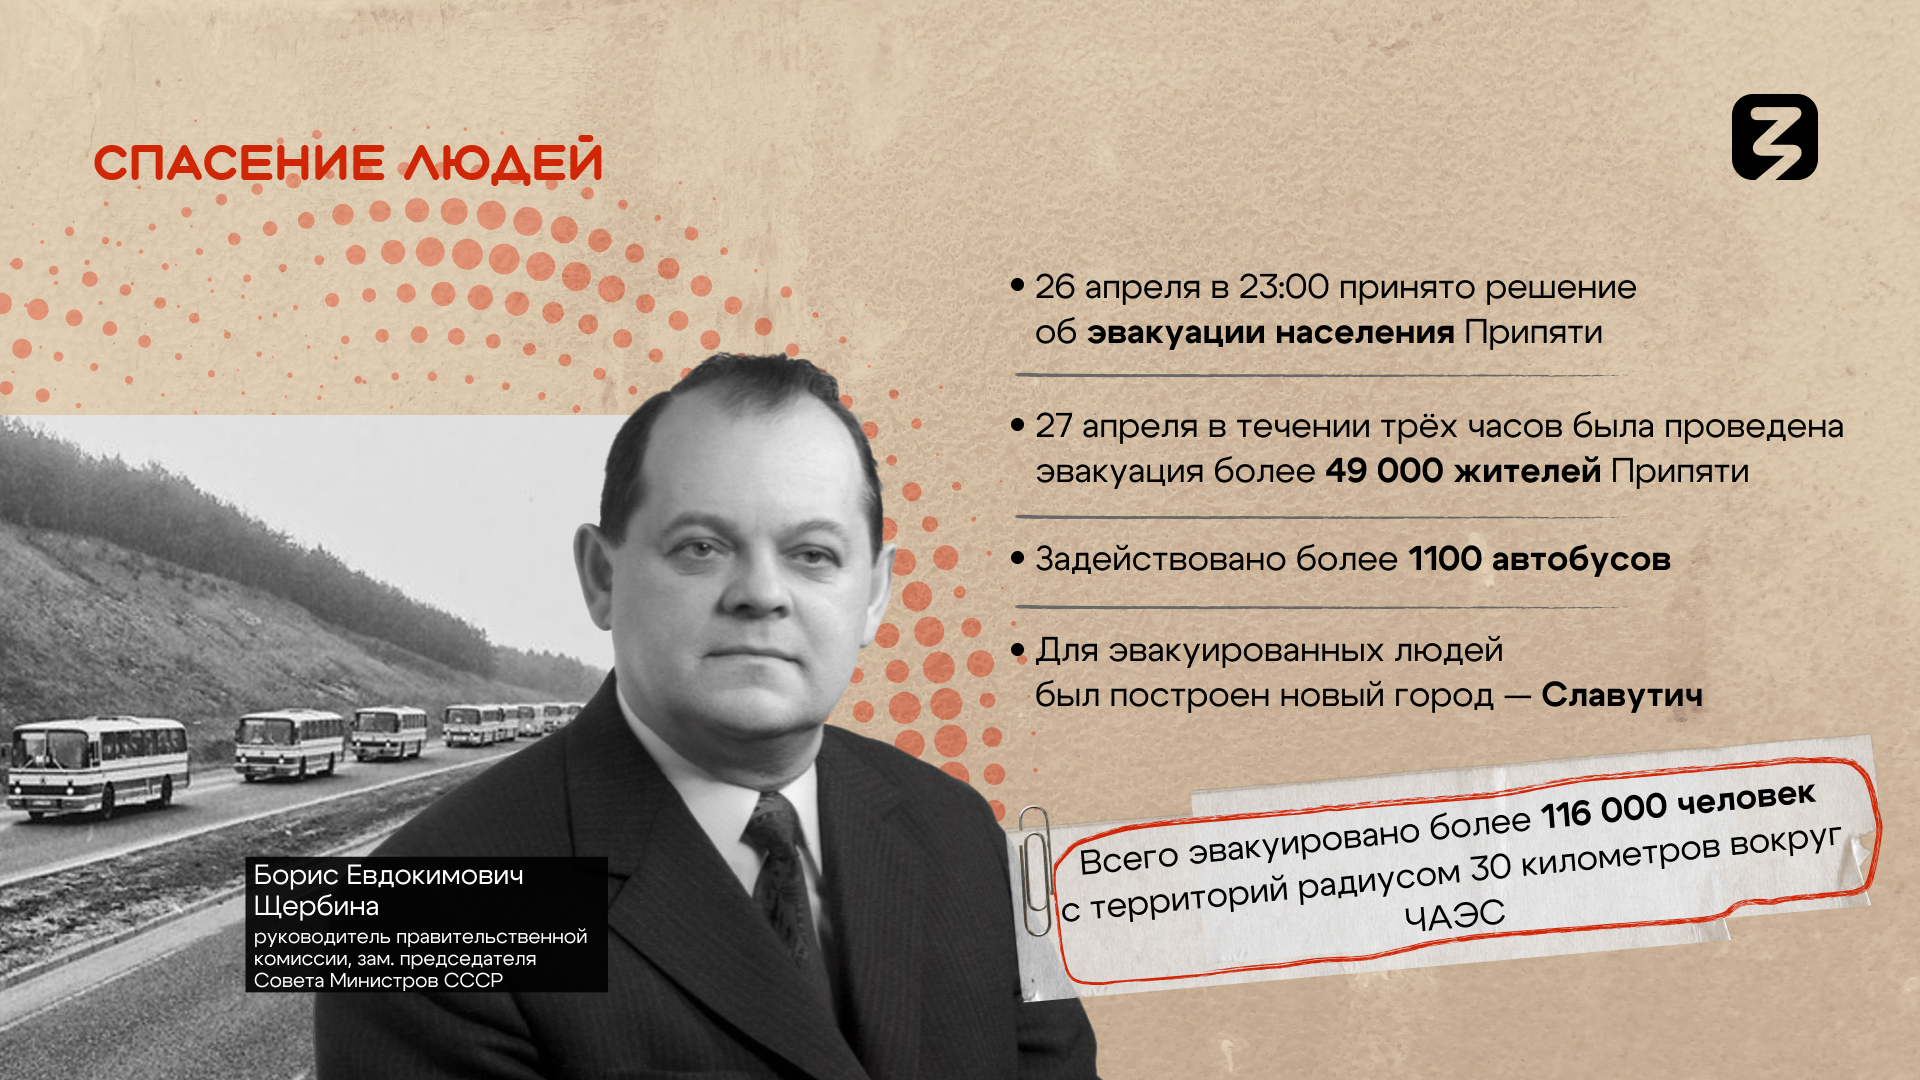 СПАСЕНИЕ ЛЮДЕЙ
• 26 апреля в 23:00 принято решение
об эвакуации населения Припяти
• 27 апреля в течении трёх часов была проведена
эвакуация более 49 000 жителей Припяти
• Задействовано более 1100 автобусов
• Для эвакуированных людей
был построен новый город — Славутич
Всего эвакуировано более 116 000 человек
с территорий радиусом 30 километров вокруг
ЧАЭС
Борис Евдокимович
Щербина
руководитель правительственной
комиссии, зам. председателя
Совета Министров СССР